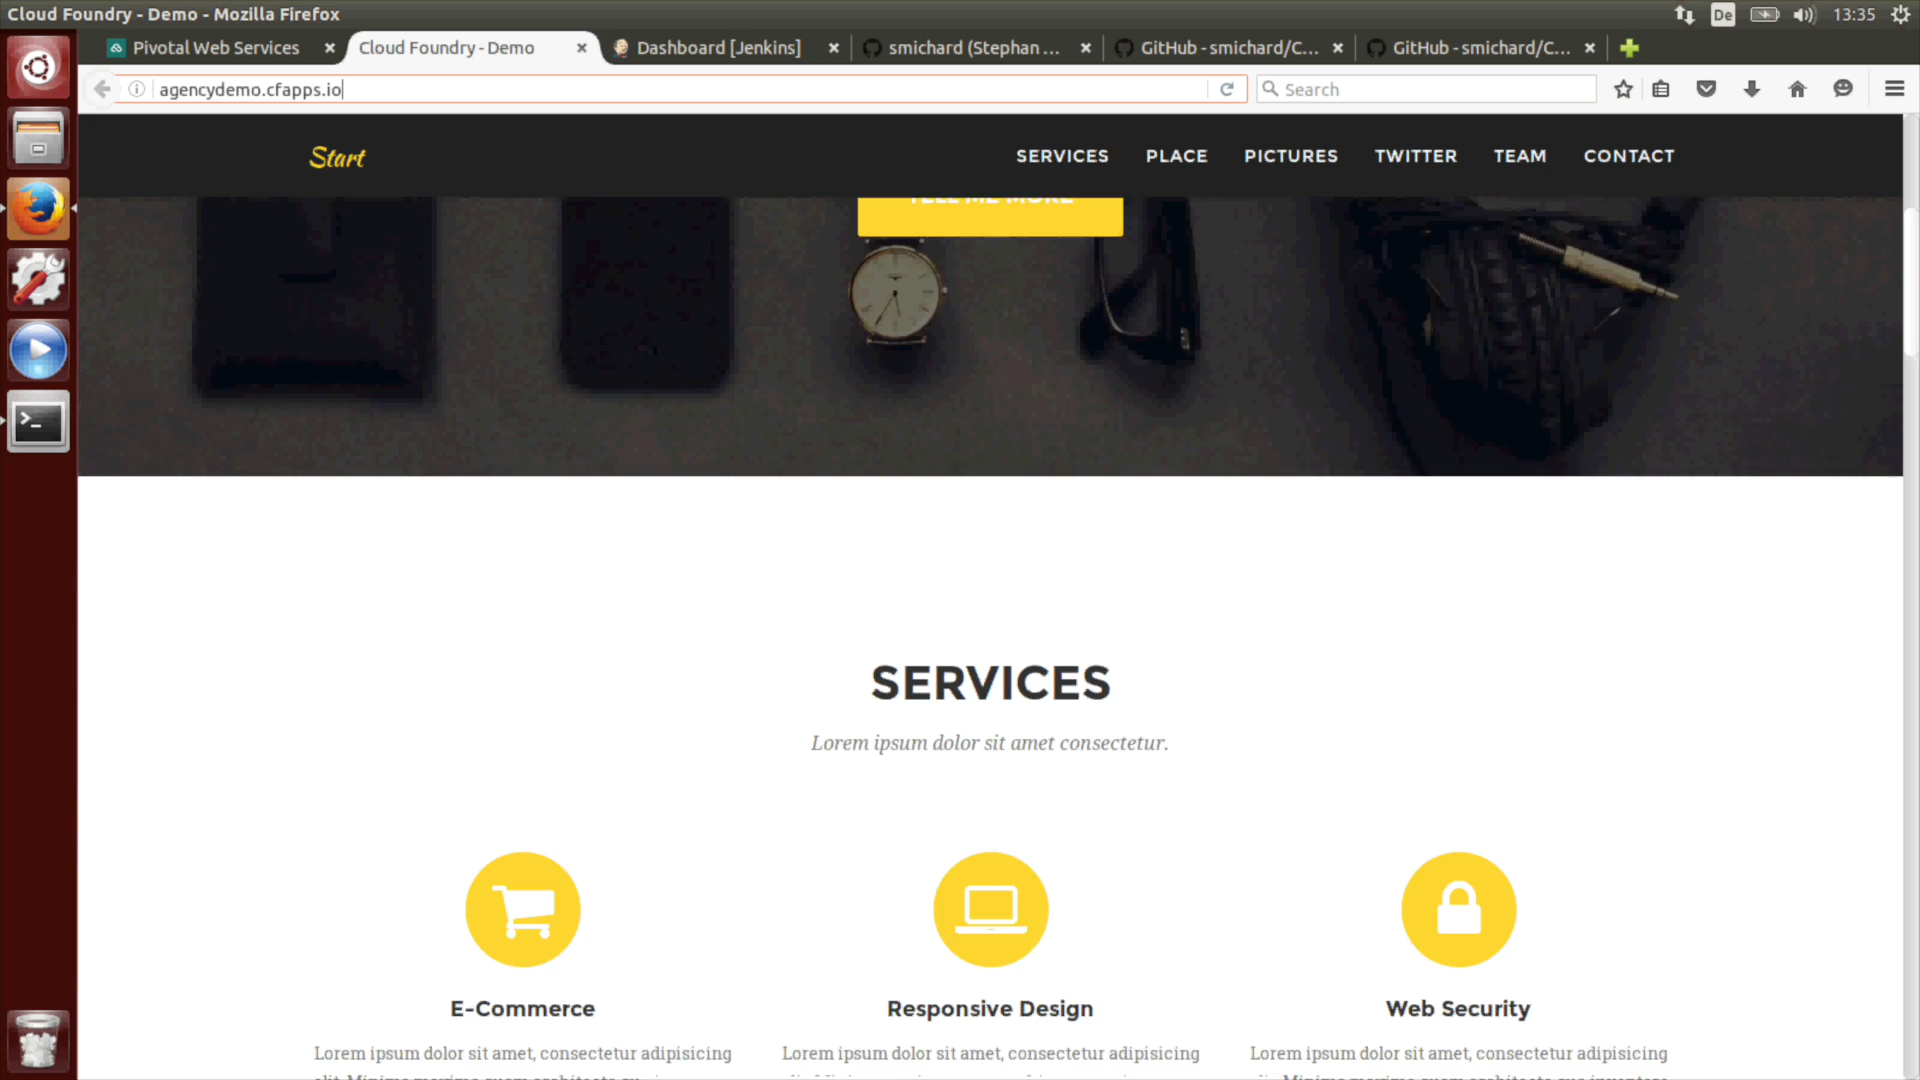 Cloud Foundry - Demo - Mozilla Firefox
De
13:35
Pivotal Web Services
Cloud Foundry - Demo
Dashboard [Jenkins]
smichard (Stephan ...
GitHub - smichard/C...
GitHub - smichard/C...
agencydemo.cfapps.io
Search
Start
SERVICES
PLACE
PICTURES
TWITTER
TEAM
CONTACT
TELL ME MORE
SERVICES
Lorem ipsum dolor sit amet consectetur.
E-Commerce
Responsive Design
Web Security
Lorem ipsum dolor sit amet, consectetur adipisicing
Lorem ipsum dolor sit amet, consectetur adipisicing
Lorem ipsum dolor sit amet, consectetur adipisicing